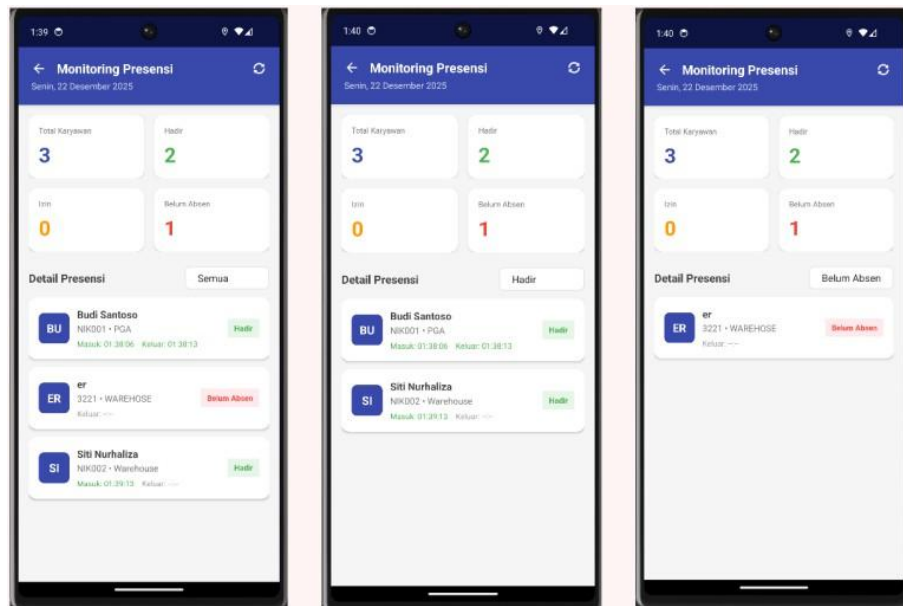 1:39
Monitoring Presensi
Senin, 22 Desember 2025
Total Karyawan
3
Hadir
2
Izin
0
Belum Absen
1
Detail Presensi
Semua
BU
Budi Santoso
NIK001 • PGA
Masuk: 01:38:06 Keluar: 01:38:13
Hadir
ER
er
3221 • WAREHOSE
Keluar: --:--
Belum Absen
SI
Siti Nurhaliza
NIK002 • Warehouse
Masuk: 01:39:13 Keluar: --:--
Hadir
1:40
Monitoring Presensi
Senin, 22 Desember 2025
Total Karyawan
3
Hadir
2
Izin
0
Belum Absen
1
Detail Presensi
Hadir
BU
Budi Santoso
NIK001 • PGA
Masuk: 01:38:06 Keluar: 01:38:13
Hadir
SI
Siti Nurhaliza
NIK002 • Warehouse
Masuk: 01:39:13 Keluar: --:--
Hadir
1:40
Monitoring Presensi
Senin, 22 Desember 2025
Total Karyawan
3
Hadir
2
Izin
0
Belum Absen
1
Detail Presensi
Belum Absen
ER
er
3221 • WAREHOSE
Keluar: --:--
Belum Absen